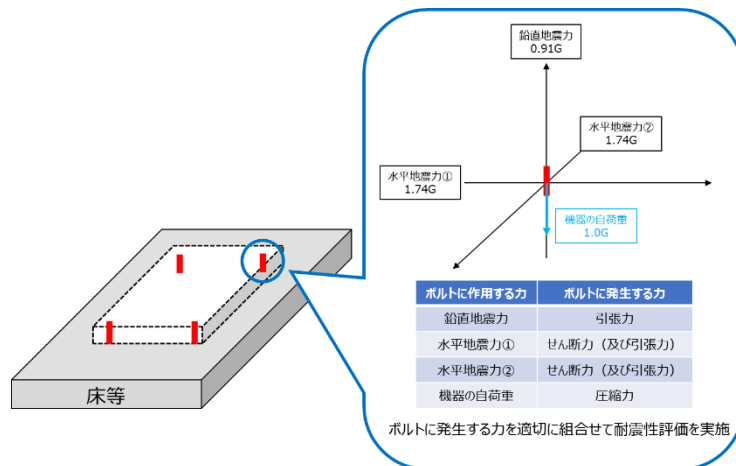 鉛直地震力
0.91G
水平地震力②
1.74G
水平地震力①
1.74G
機器の自荷重
1.0G
ボルトに作用する力 ボルトに発生する力
鉛直地震力 引張力
水平地震力① せん断力（及び引張力）
水平地震力② せん断力（及び引張力）
機器の自荷重 圧縮力
床等
ボルトに発生する力を適切に組合せて耐震性評価を実施